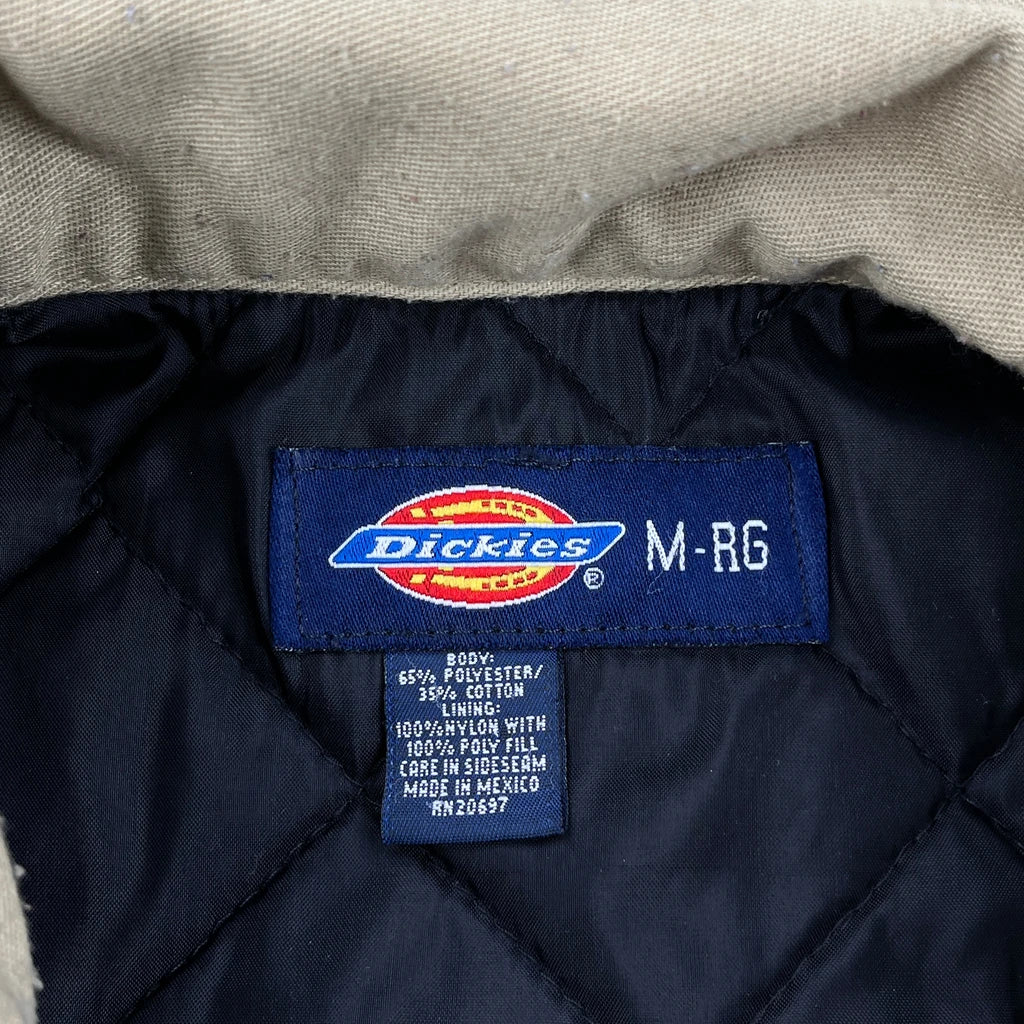 Dickies® M-RG
BODY:
65% POLYESTER/
35% COTTON
LINING:
100%NYLON WITH
100% POLY FILL
CARE IN SIDESEAM
MADE IN MEXICO
RN20697